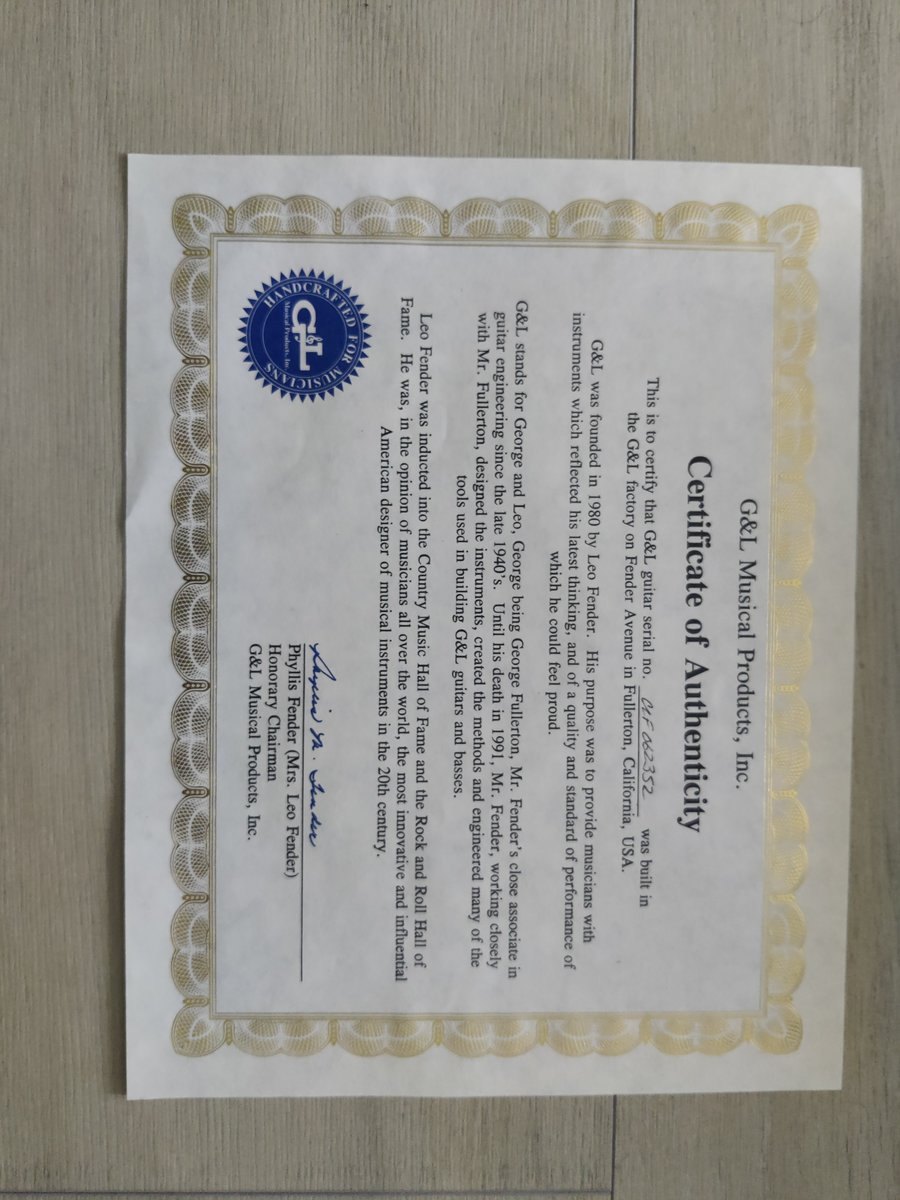 G&L Musical Products, Inc.
Certificate of Authenticity
This is to certify that G&L guitar serial no. CLF062352 was built in
the G&L factory on Fender Avenue in Fullerton, California, USA.
G&L was founded in 1980 by Leo Fender. His purpose was to provide musicians with
instruments which reflected his latest thinking, and of a quality and standard of performance of
which he could feel proud.
G&L stands for George and Leo, George being George Fullerton, Mr. Fender's close associate in
guitar engineering since the late 1940's. Until his death in 1991, Mr. Fender, working closely
with Mr. Fullerton, designed the instruments, created the methods and engineered many of the
tools used in building G&L guitars and basses.
Leo Fender was inducted into the Country Music Hall of Fame and the Rock and Roll Hall of
Fame. He was, in the opinion of musicians all over the world, the most innovative and influential
American designer of musical instruments in the 20th century.
HANDCRAFTED FOR MUSICIANS
G&L
Musical Products, Inc.
MUSICIANS
Phyllis Fender (Mrs. Leo Fender)
Honorary Chairman
G&L Musical Products, Inc.